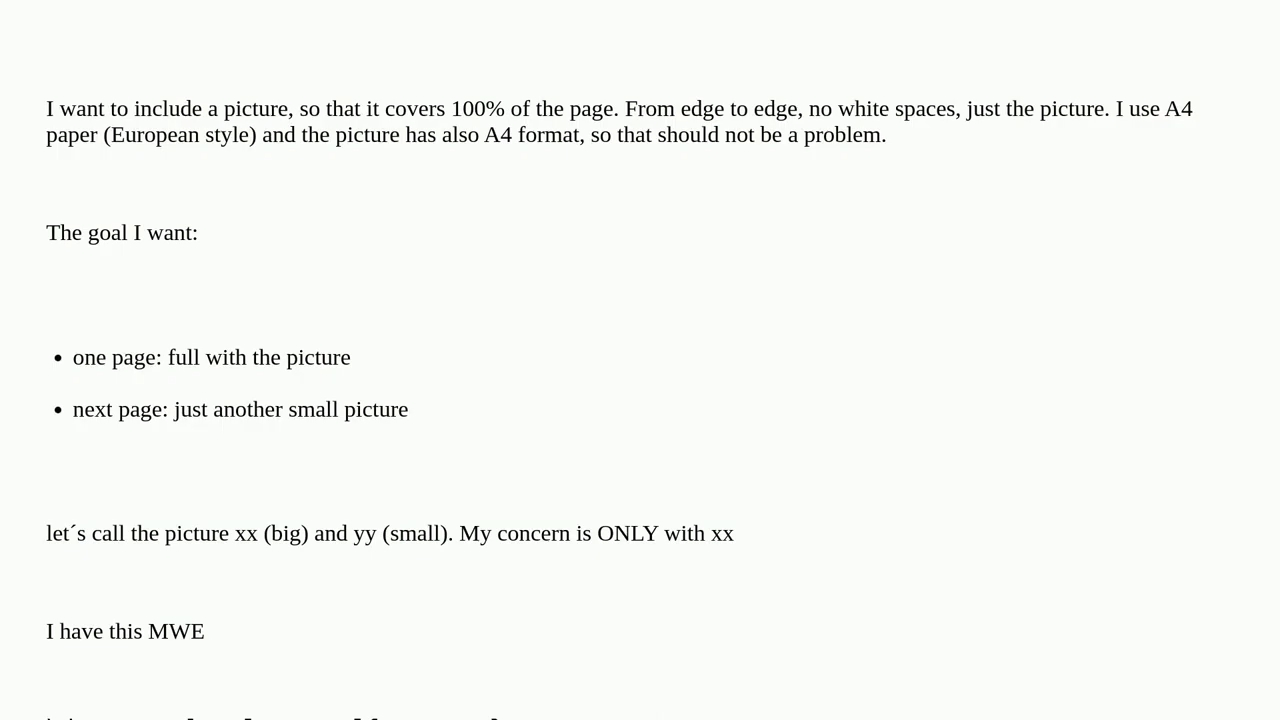 I want to include a picture, so that it covers 100% of the page. From edge to edge, no white spaces, just the picture. I use A4
paper (European style) and the picture has also A4 format, so that should not be a problem.
The goal I want:
• one page: full with the picture
• next page: just another small picture
let´s call the picture xx (big) and yy (small). My concern is ONLY with xx
I have this MWE